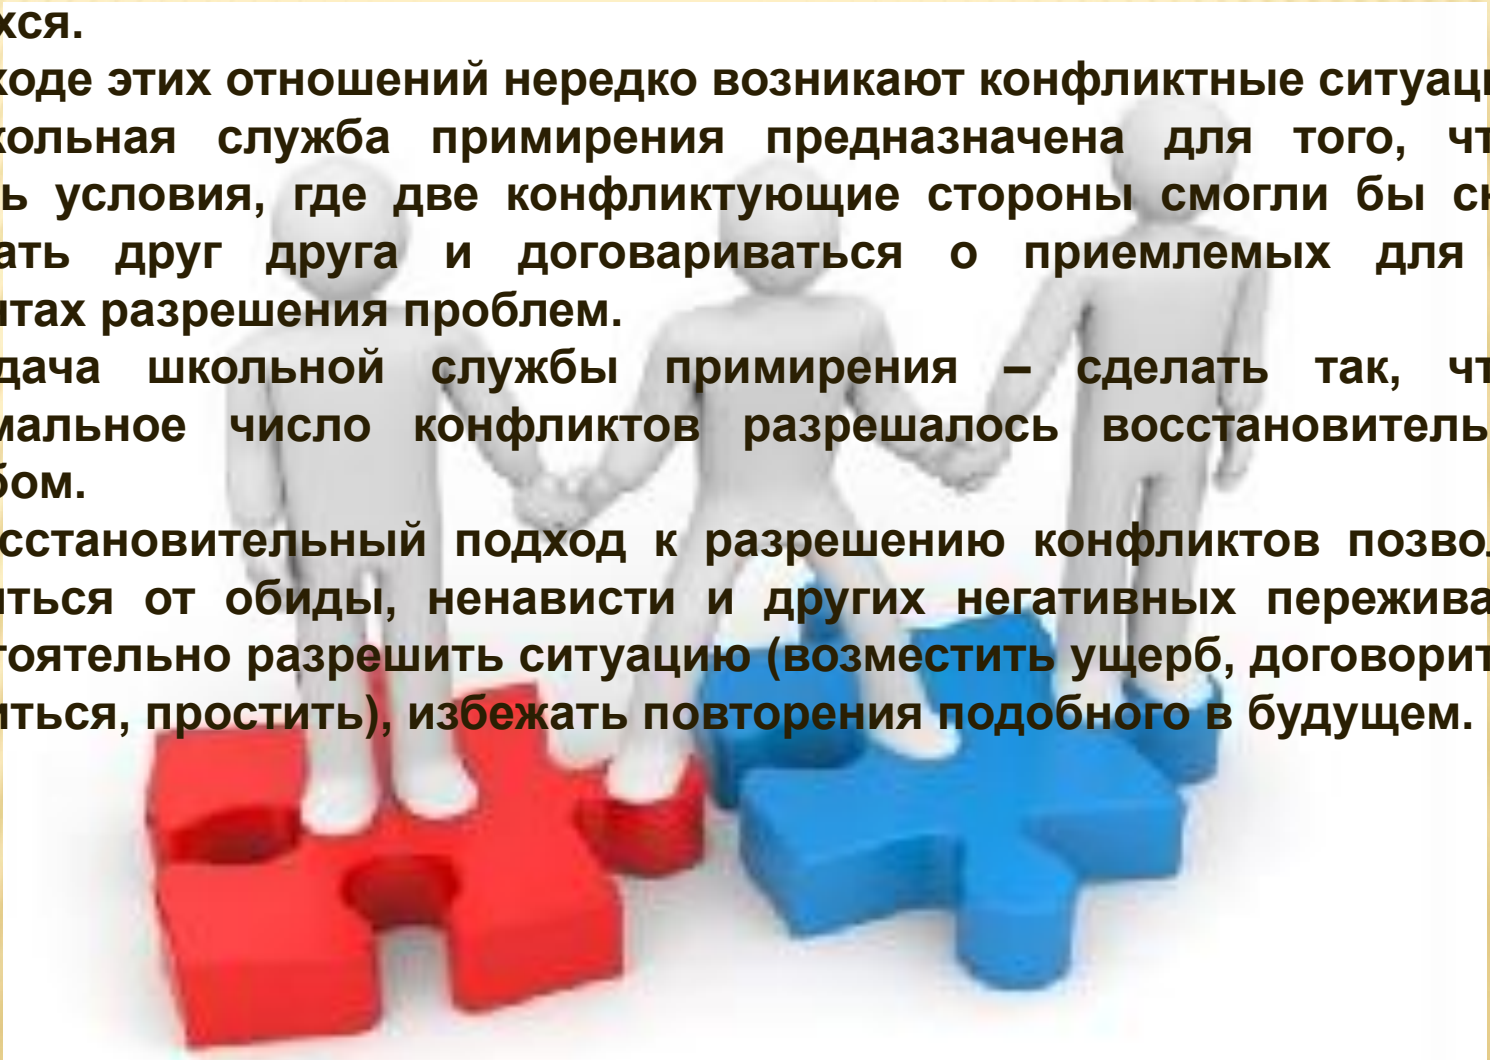 хся.
ходе этих отношений нередко возникают конфликтные ситуац
кольная служба примирения предназначена для того, чт
ь условия, где две конфликтующие стороны смогли бы с
ать друг друга и договариваться о приемлемых для
нтах разрешения проблем.
дача школьной службы примирения – сделать так, чт
мальное число конфликтов разрешалось восстановитель
бом.
сстановительный подход к разрешению конфликтов позвол
иться от обиды, ненависти и других негативных пережива
тоятельно разрешить ситуацию (возместить ущерб, договорит
иться, простить), избежать повторения подобного в будущем.